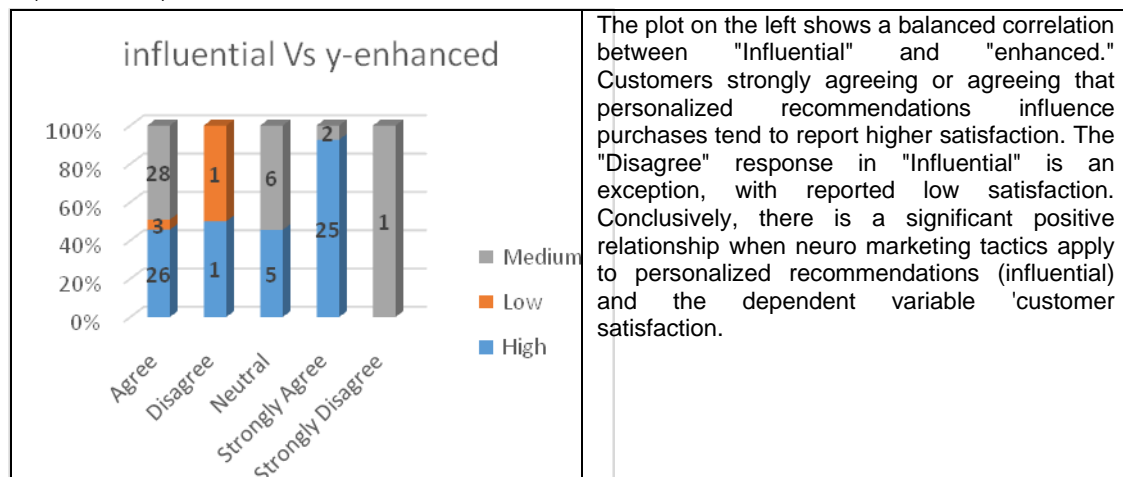 influential Vs y-enhanced
100%
80%
60%
40%
20%
0%
28
3
26
1
1
6
5
2
25
1
Agree
Disagree
Neutral
Strongly Agree
Strongly Disagree
Medium
Low
High
The plot on the left shows a balanced correlation
between "Influential" and "enhanced."
Customers strongly agreeing or agreeing that
personalized recommendations influence
purchases tend to report higher satisfaction. The
"Disagree" response in "Influential" is an
exception, with reported low satisfaction.
Conclusively, there is a significant positive
relationship when neuro marketing tactics apply
to personalized recommendations (influential)
and the dependent variable 'customer
satisfaction.